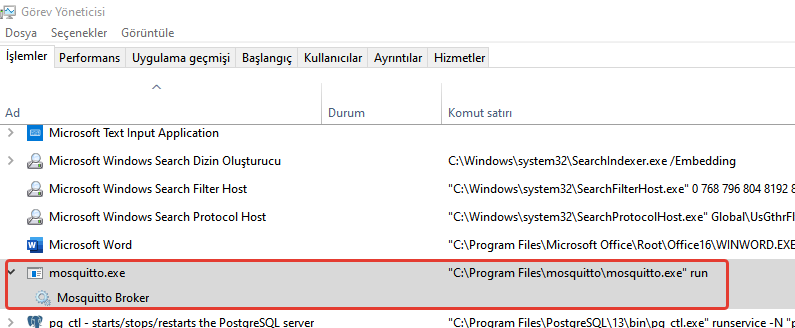 Görev Yöneticisi
Dosya Seçenekler Görüntüle
İşlemler Performans Uygulama geçmişi Başlangıç Kullanıcılar Ayrıntılar Hizmetler
Ad Durum Komut satırı
Microsoft Text Input Application
Microsoft Windows Search Dizin Oluşturucu C:\Windows\system32\SearchIndexer.exe /Embedding
Microsoft Windows Search Filter Host "C:\Windows\system32\SearchFilterHost.exe" 0 768 796 804 8192 8
Microsoft Windows Search Protocol Host "C:\Windows\system32\SearchProtocolHost.exe" Global\UsGthrFl
Microsoft Word "C:\Program Files\Microsoft Office\Root\Office16\WINWORD.EXE
mosquitto.exe "C:\Program Files\mosquitto\mosquitto.exe" run
Mosquitto Broker
pg_ctl - starts/stops/restarts the PostgreSQL server "C:\Program Files\PostgreSQL\13\bin\pg_ctl.exe" runservice -N "p